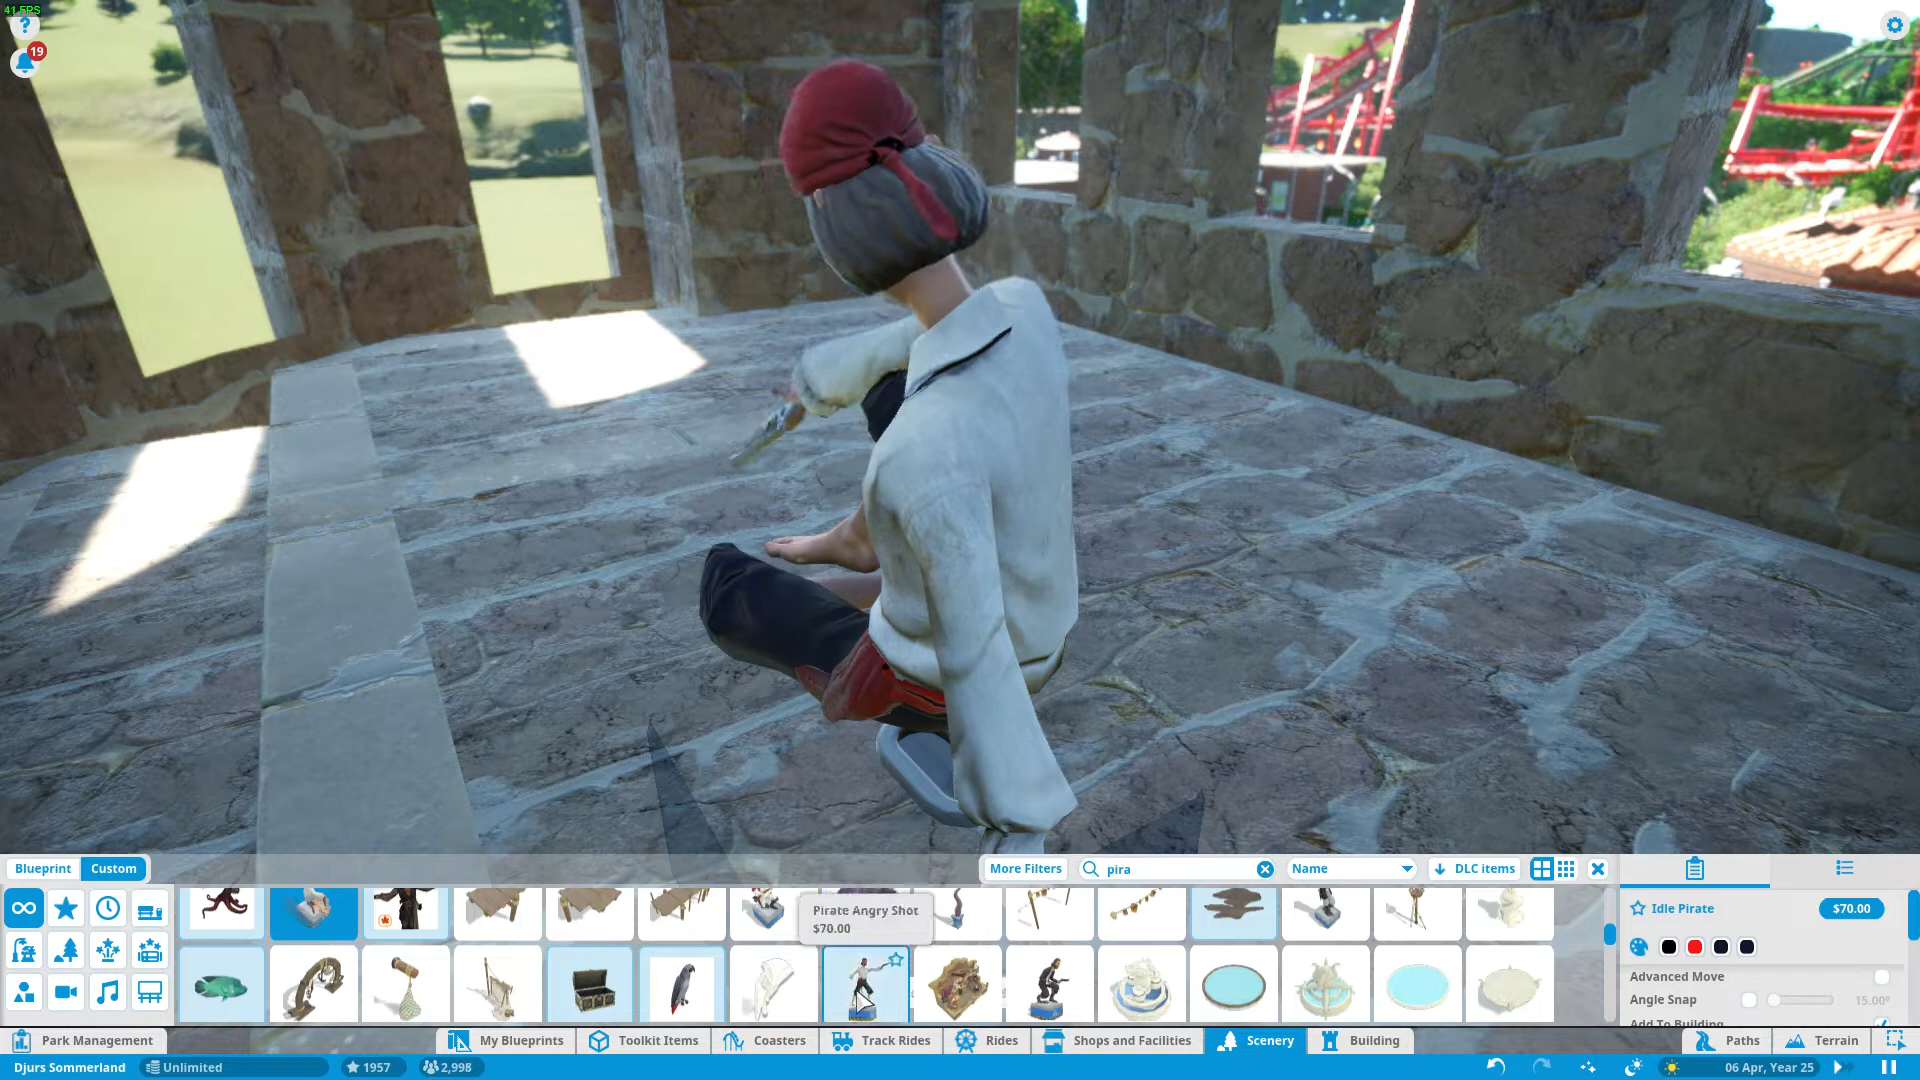 41 FPS
19
Blueprint
Custom
More Filters
pira
Name
DLC items
Pirate Angry Shot
$70.00
Idle Pirate
$70.00
Advanced Move
Angle Snap
15.00°
Add To Building
Park Management
My Blueprints
Toolkit Items
Coasters
Track Rides
Rides
Shops and Facilities
Scenery
Building
Paths
Terrain
Djurs Sommerland
Unlimited
1957
2,998
06 Apr, Year 25